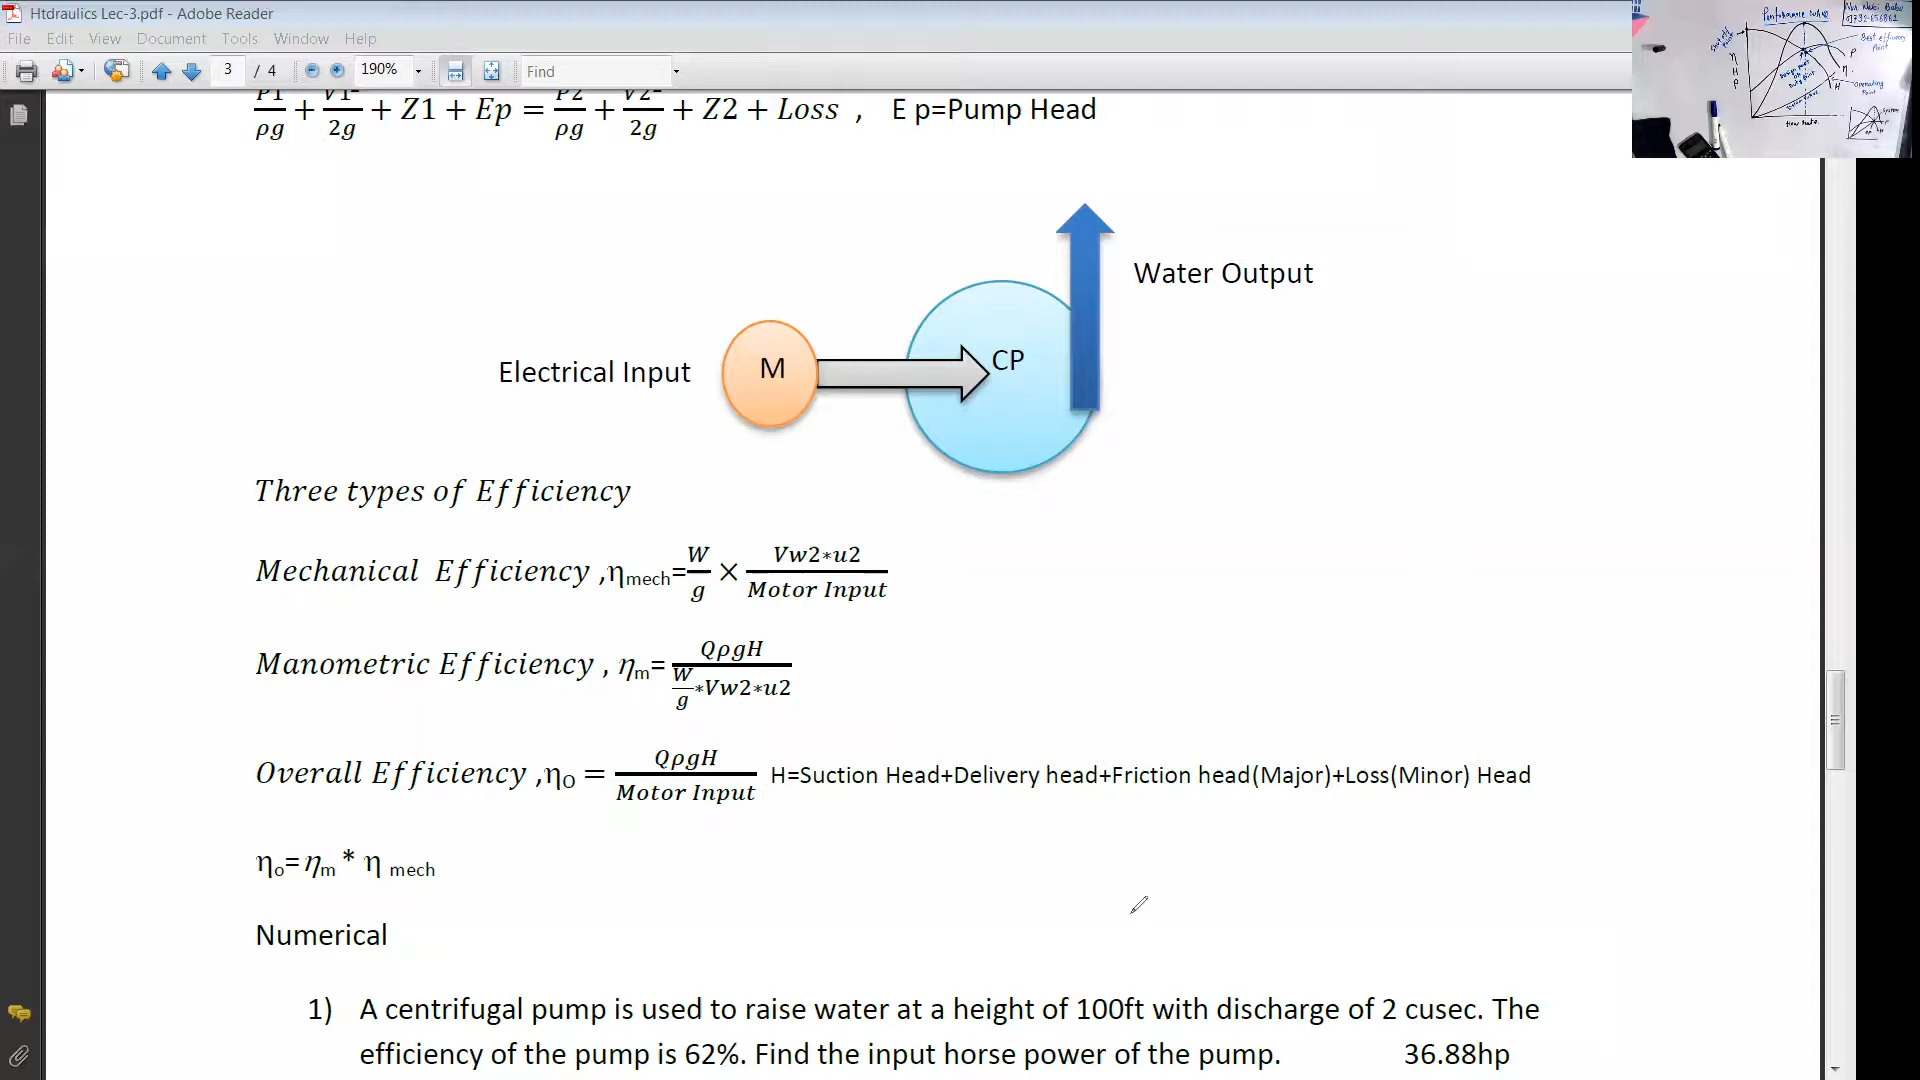 Htdraulics Lec-3.pdf - Adobe Reader
File Edit View Document Tools Window Help
3 / 4 190% Find
P1/ρg + V1²/2g + Z1 + Ep = P2/ρg + V2²/2g + Z2 + Loss , E p=Pump Head
Water Output
Electrical Input
M
CP
Three types of Efficiency
Mechanical Efficiency ,ηmech= W/g × Vw2*u2/Motor Input
Manometric Efficiency , ηm= QρgH / W/g*Vw2*u2
Overall Efficiency ,ηO = QρgH/Motor Input H=Suction Head+Delivery head+Friction head(Major)+Loss(Minor) Head
ηo=ηm * η mech
Numerical
1) A centrifugal pump is used to raise water at a height of 100ft with discharge of 2 cusec. The
efficiency of the pump is 62%. Find the input horse power of the pump. 36.88hp
Best efficiency
Point
P
η
H
Operating
Point